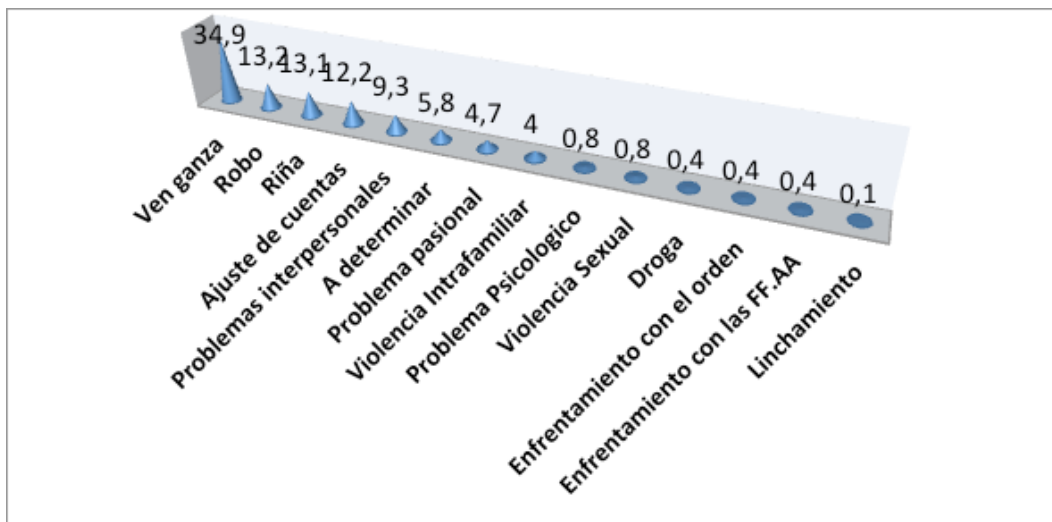 34,9
13,2
13,1
12,2
9,3
5,8
4,7
4
0,8
0,8
0,4
0,4
0,4
0,1
Ven ganza
Robo
Riña
Ajuste de cuentas
Problemas interpersonales
A determinar
Problema pasional
Violencia Intrafamiliar
Problema Psicologico
Violencia Sexual
Droga
Enfrentamiento con el orden
Enfrentamiento con las FF.AA
Linchamiento